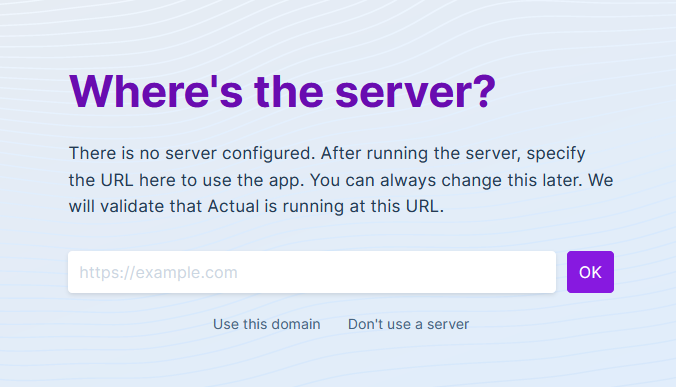 Where's the server?
There is no server configured. After running the server, specify
the URL here to use the app. You can always change this later. We
will validate that Actual is running at this URL.
https://example.com OK
Use this domain Don't use a server